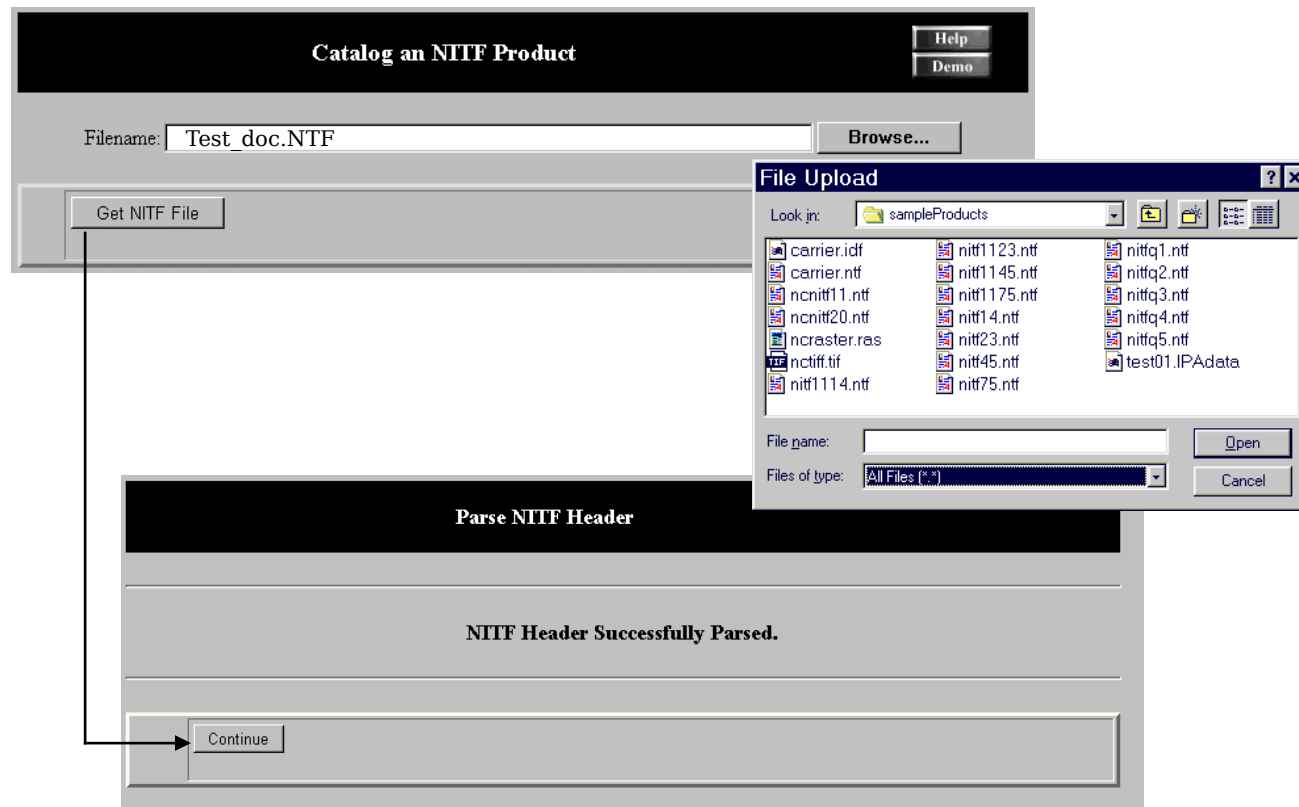 Catalog an NITF Product
Help
Demo
Filename: Test_doc.NTF
Browse...
Get NITF File
File Upload
Look in: sampleProducts
carrier.idf
carrier.ntf
ncnitf11.ntf
ncnitf20.ntf
ncraster.ras
nctiff.tif
nitf1114.ntf
nitf1123.ntf
nitf1145.ntf
nitf1175.ntf
nitf14.ntf
nitf23.ntf
nitf45.ntf
nitf75.ntf
nitfq1.ntf
nitfq2.ntf
nitfq3.ntf
nitfq4.ntf
nitfq5.ntf
test01.IPAdata
File name:
Open
Files of type: All Files (*.*)
Cancel
Parse NITF Header
NITF Header Successfully Parsed.
Continue